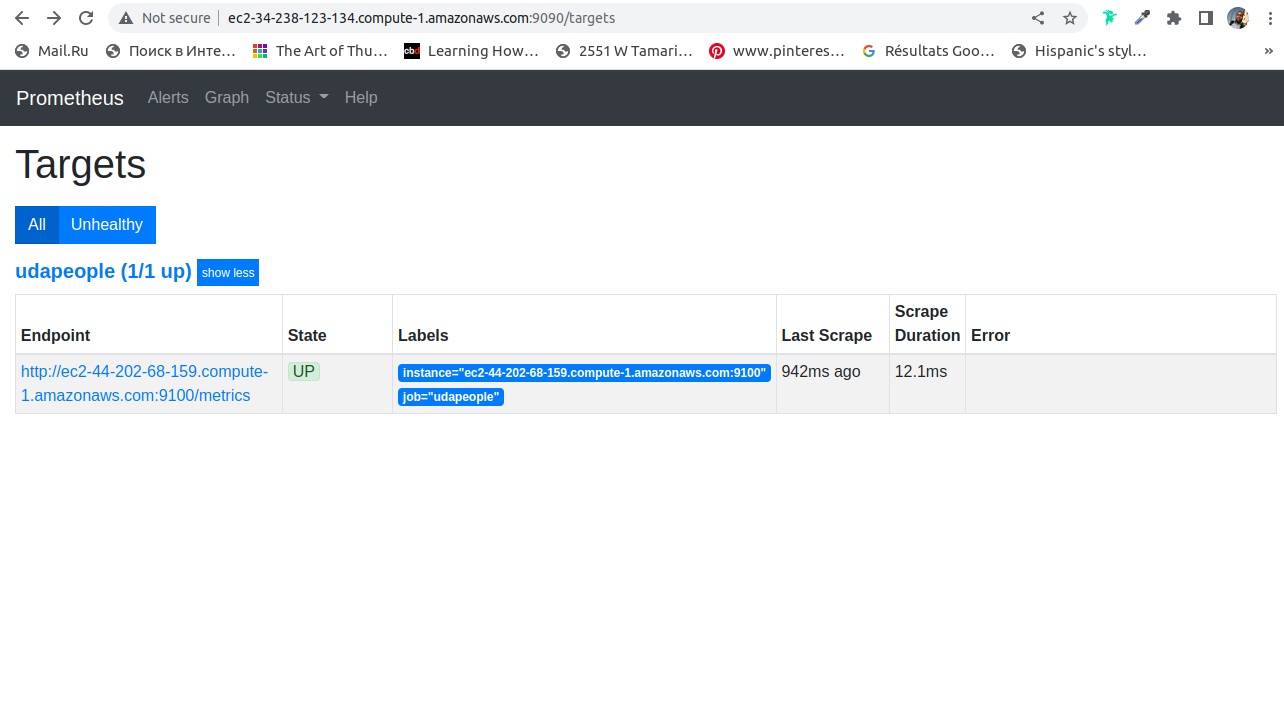 Not secure ec2-34-238-123-134.compute-1.amazonaws.com:9090/targets
Mail.Ru Поиск в Инте… The Art of Thu… cbd Learning How… 2551 W Tamari… www.pinteres… Résultats Goo… Hispanic's styl… »
Prometheus Alerts Graph Status Help
Targets
All Unhealthy
udapeople (1/1 up) show less
Endpoint State Labels Last Scrape Scrape Duration Error
http://ec2-44-202-68-159.compute-1.amazonaws.com:9100/metrics UP instance="ec2-44-202-68-159.compute-1.amazonaws.com:9100" 942ms ago 12.1ms
job="udapeople"